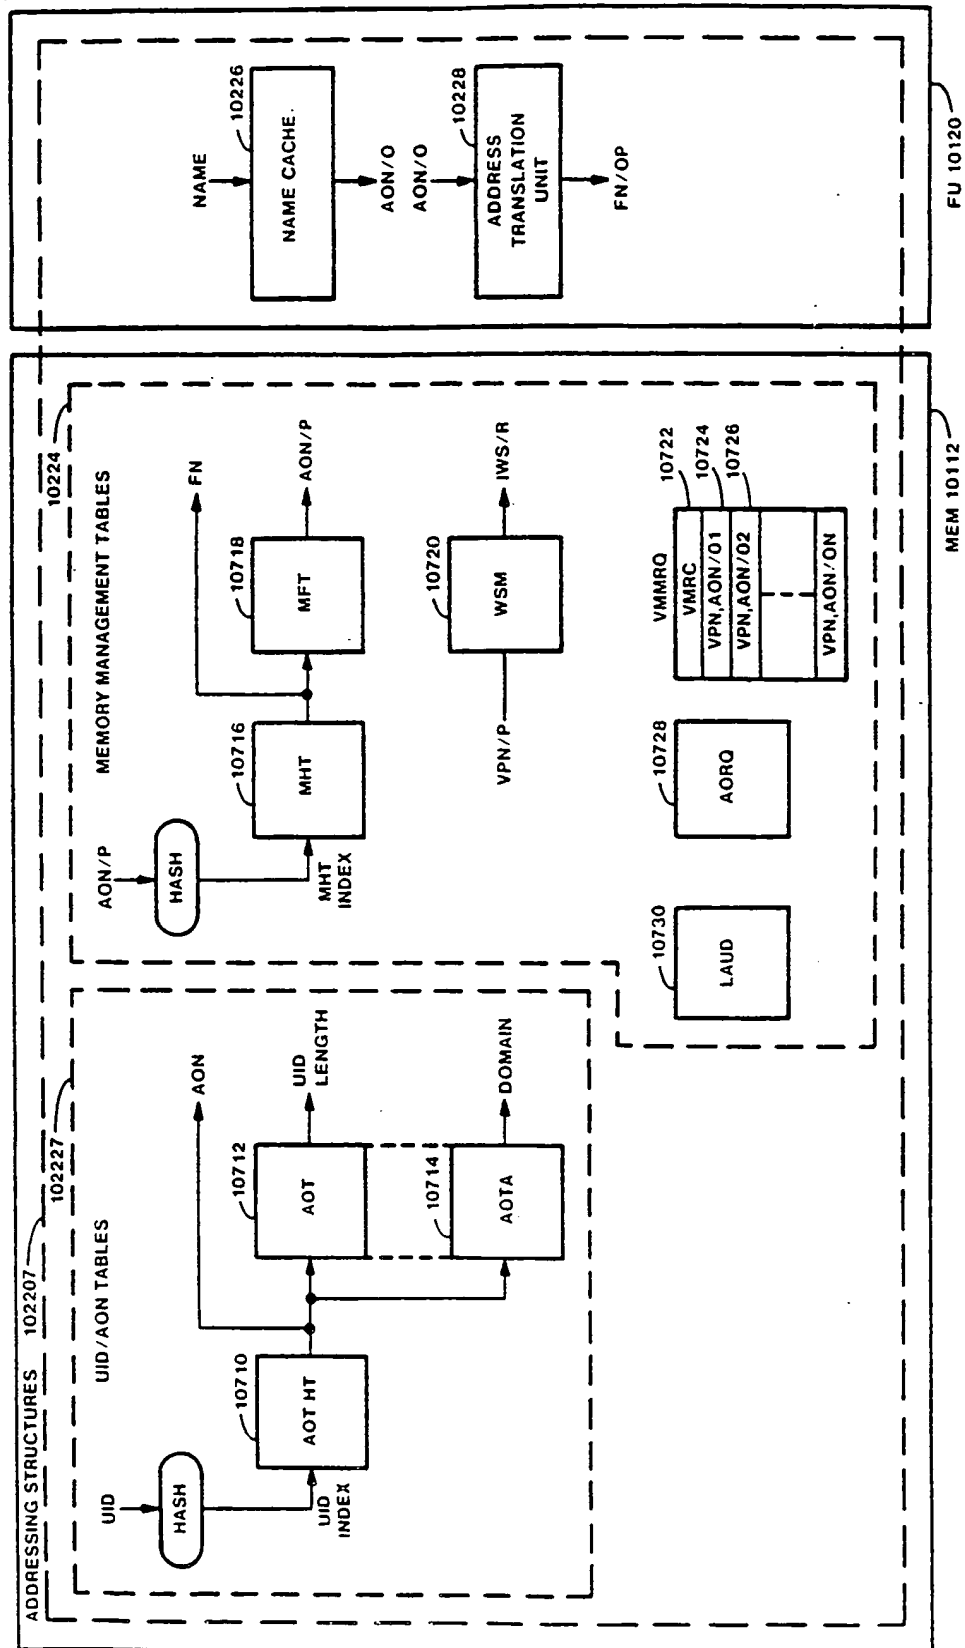 ADDRESSING STRUCTURES 102207
102227
UID/AON TABLES
UID
HASH
UID
INDEX
10710
AOT HT
AON
10712
AOT
UID
LENGTH
10714
AOTA
DOMAIN
10224
MEMORY MANAGEMENT TABLES
AON/P
HASH
MHT
INDEX
10716
MHT
FN
10718
MFT
AON/P
VPN/P
10720
WSM
IWS/R
10730
LAUD
10728
AORQ
VMMRQ
VMRC
VPN,AON/O1
VPN,AON/O2
VPN,AON/ON
10722
10724
10726
MEM 10112
NAME
10226
NAME CACHE.
AON/O
AON/O
10228
ADDRESS
TRANSLATION
UNIT
FN/OP
FU 10120